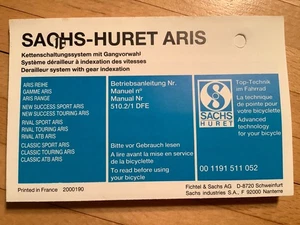 SACHS-HURET ARIS
Kettenschaltungssystem mit Gangvorwahl
Système dérailleur à indexation des vitesses
Derailleur system with gear indexation
ARIS-REIHE
GAMME ARIS
ARIS RANGE
NEW SUCCESS SPORT ARIS
NEW SUCCESS TOURING ARIS
RIVAL SPORT ARIS
RIVAL TOURING ARIS
RIVAL ATB ARIS
CLASSIC SPORT ARIS
CLASSIC TOURING ARIS
CLASSIC ATB ARIS
Betriebsanleitung Nr.
Manuel n°
Manual Nr
510.2/1 DFE
Bitte vor Gebrauch lesen
A lire avant la mise en service
de la bicyclette
To read before using
your bicycle
SACHS
HURET
Top-Technik
im Fahrrad
La technique
de pointe pour
votre bicyclette
Advanced
technology
for your bicycle
00 1191 511 052
Printed in France 2000190
Fichtel & Sachs AG D-8720 Schweinfurt
Sachs industries S.A., F 92000 Nanterre